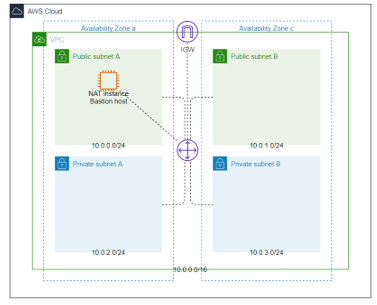 AWS Cloud
Availability Zone a
Availability Zone c
IGW
VPC
Public subnet A
Public subnet B
NAT instance
Bastion host
10.0.0.0/24
10.0.1.0/24
Private subnet A
Private subnet B
10.0.2.0/24
10.0.3.0/24
10.0.0.0/16